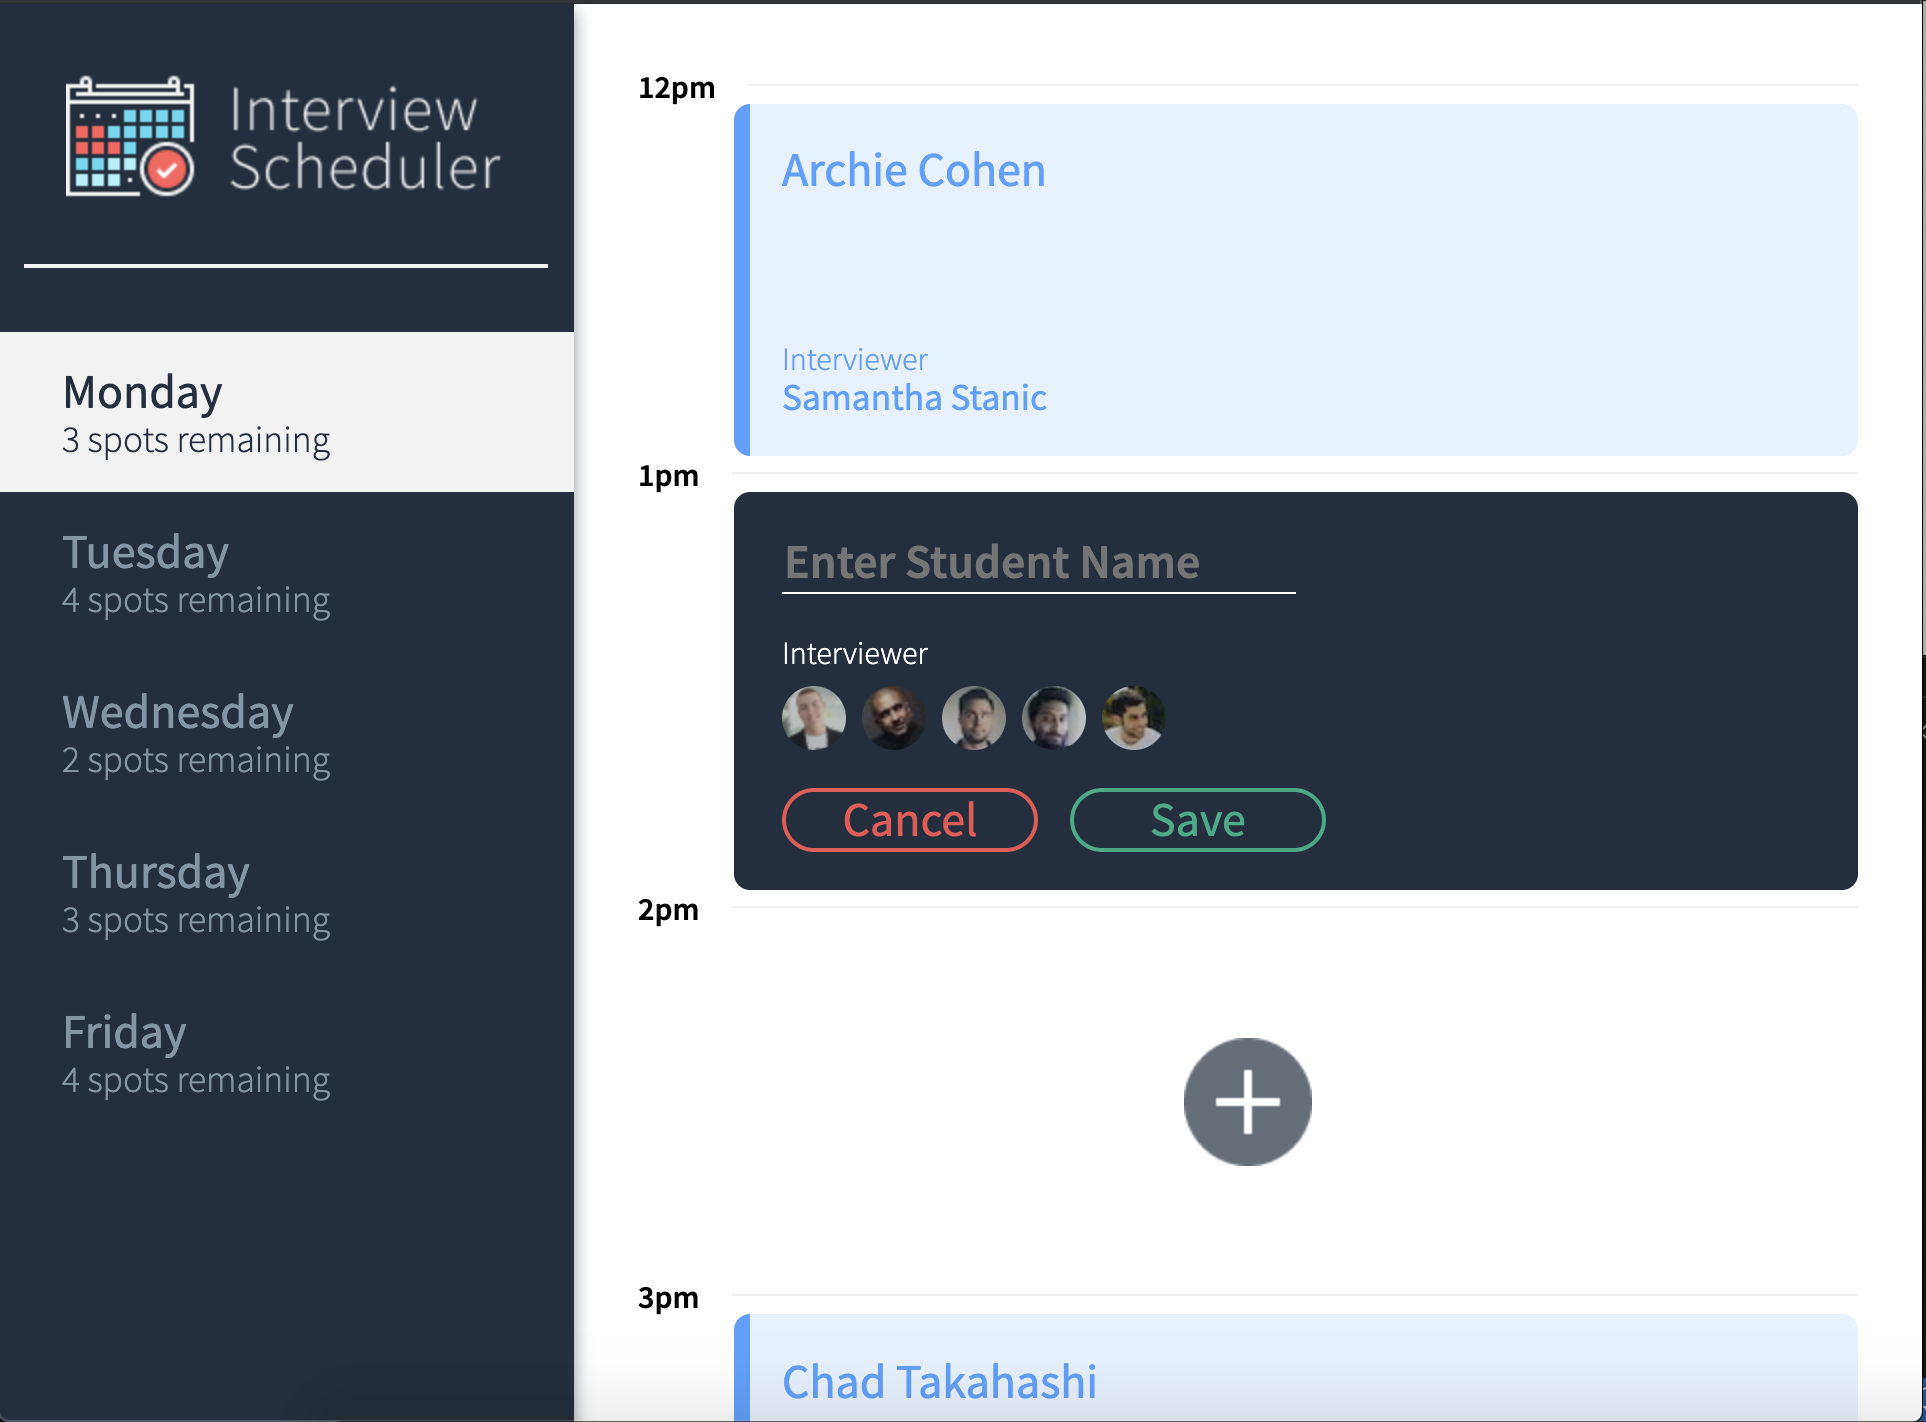 Interview
Scheduler
Monday
3 spots remaining
Tuesday
4 spots remaining
Wednesday
2 spots remaining
Thursday
3 spots remaining
Friday
4 spots remaining
12pm
Archie Cohen
Interviewer
Samantha Stanic
1pm
Enter Student Name
Interviewer
Cancel Save
2pm
3pm
Chad Takahashi